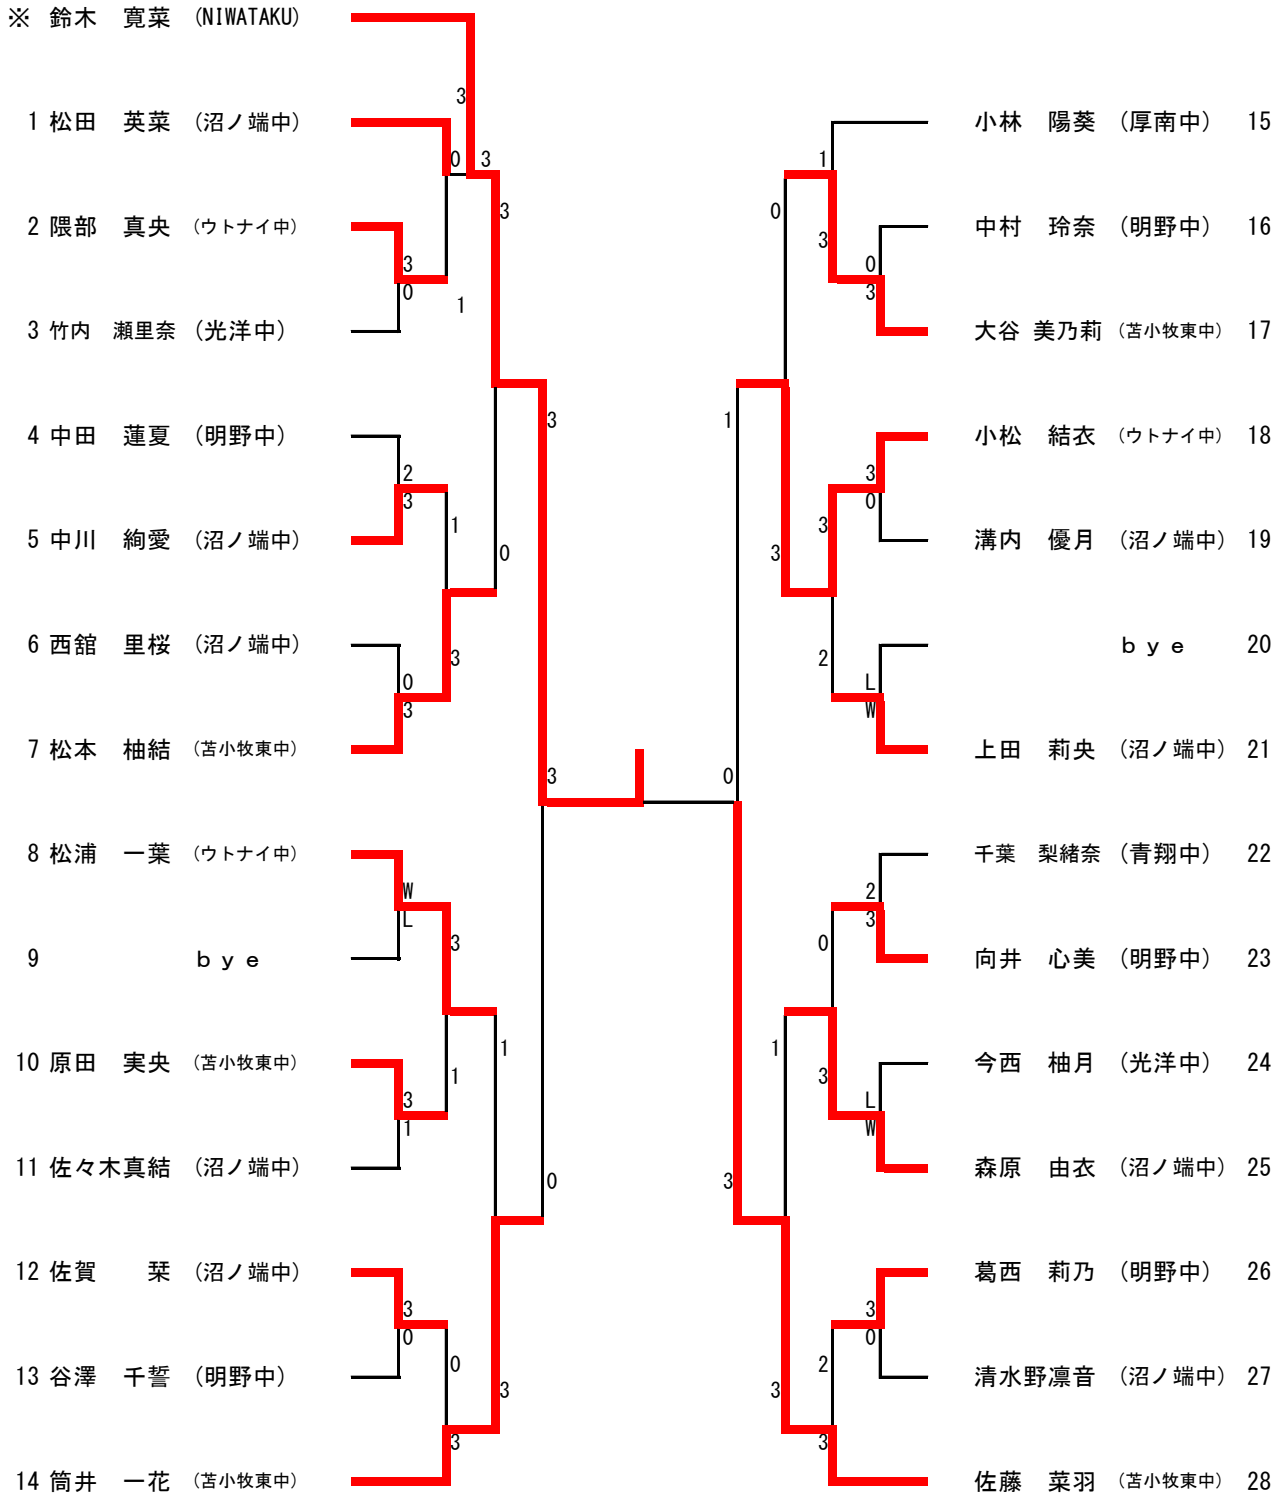 ※ 鈴木　寛菜 (NIWATAKU)
3
1 松田　英菜 （沼ノ端中）
小林　陽葵 （厚南中） 15
0 3
1
3
0
2 隈部　真央 （ウトナイ中）
中村　玲奈 （明野中） 16
3
3
0
0
3
1
3 竹内　瀬里奈 （光洋中）
大谷 美乃莉 （苫小牧東中） 17
3
1
4 中田　蓮夏 （明野中）
小松　結衣 （ウトナイ中） 18
2
3
3
0
1
3
5 中川　絢愛 （沼ノ端中）
溝内　優月 （沼ノ端中） 19
0
3
6 西舘　里桜 （沼ノ端中）
ｂｙｅ 20
3
2
0
3
L
W
7 松本　柚結 （苫小牧東中）
上田　莉央 （沼ノ端中） 21
3
0
8 松浦　一葉 （ウトナイ中）
千葉　梨緒奈 （青翔中） 22
W
L
2
3
3
0
9 ｂｙｅ
向井　心美 （明野中） 23
1
1
10 原田　実央 （苫小牧東中）
今西　柚月 （光洋中） 24
1
3
3
1
L
W
11 佐々木真結 （沼ノ端中）
森原　由衣 （沼ノ端中） 25
0
3
12 佐賀　　栞 （沼ノ端中）
葛西　莉乃 （明野中） 26
3
0
3
0
0
2
13 谷澤　千誓 （明野中）
清水野凛音 （沼ノ端中） 27
3
3
3
3
14 筒井　一花 （苫小牧東中）
佐藤　菜羽 （苫小牧東中） 28